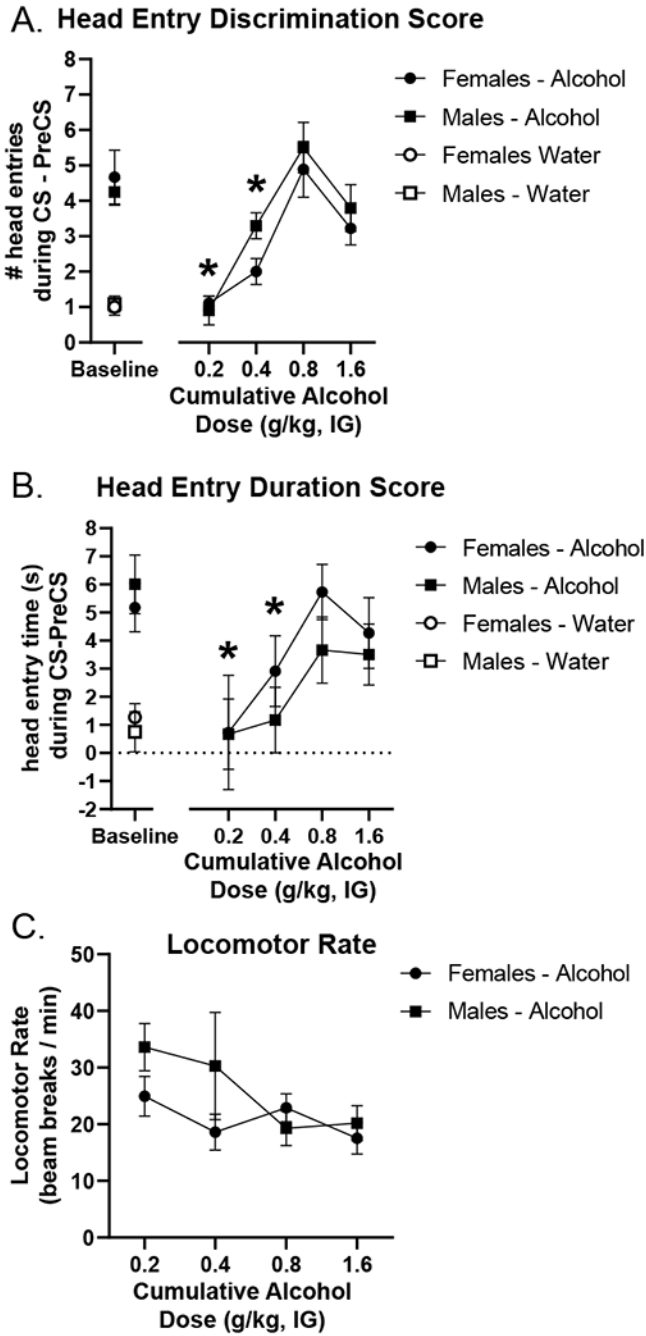 A. Head Entry Discrimination Score
# head entries
during CS - PreCS
8
7
6
5
4
3
2
1
0
*
*
Baseline
0.2 0.4 0.8 1.6
Cumulative Alcohol
Dose (g/kg, IG)
Females - Alcohol
Males - Alcohol
Females Water
Males - Water
B. Head Entry Duration Score
head entry time (s)
during CS-PreCS
8
7
6
5
4
3
2
1
0
-1
-2
*
*
Baseline
0.2 0.4 0.8 1.6
Cumulative Alcohol
Dose (g/kg, IG)
Females - Alcohol
Males - Alcohol
Females - Water
Males - Water
C. Locomotor Rate
Locomotor Rate
(beam breaks / min)
50
40
30
20
10
0
0.2 0.4 0.8 1.6
Cumulative Alcohol
Dose (g/kg, IG)
Females - Alcohol
Males - Alcohol